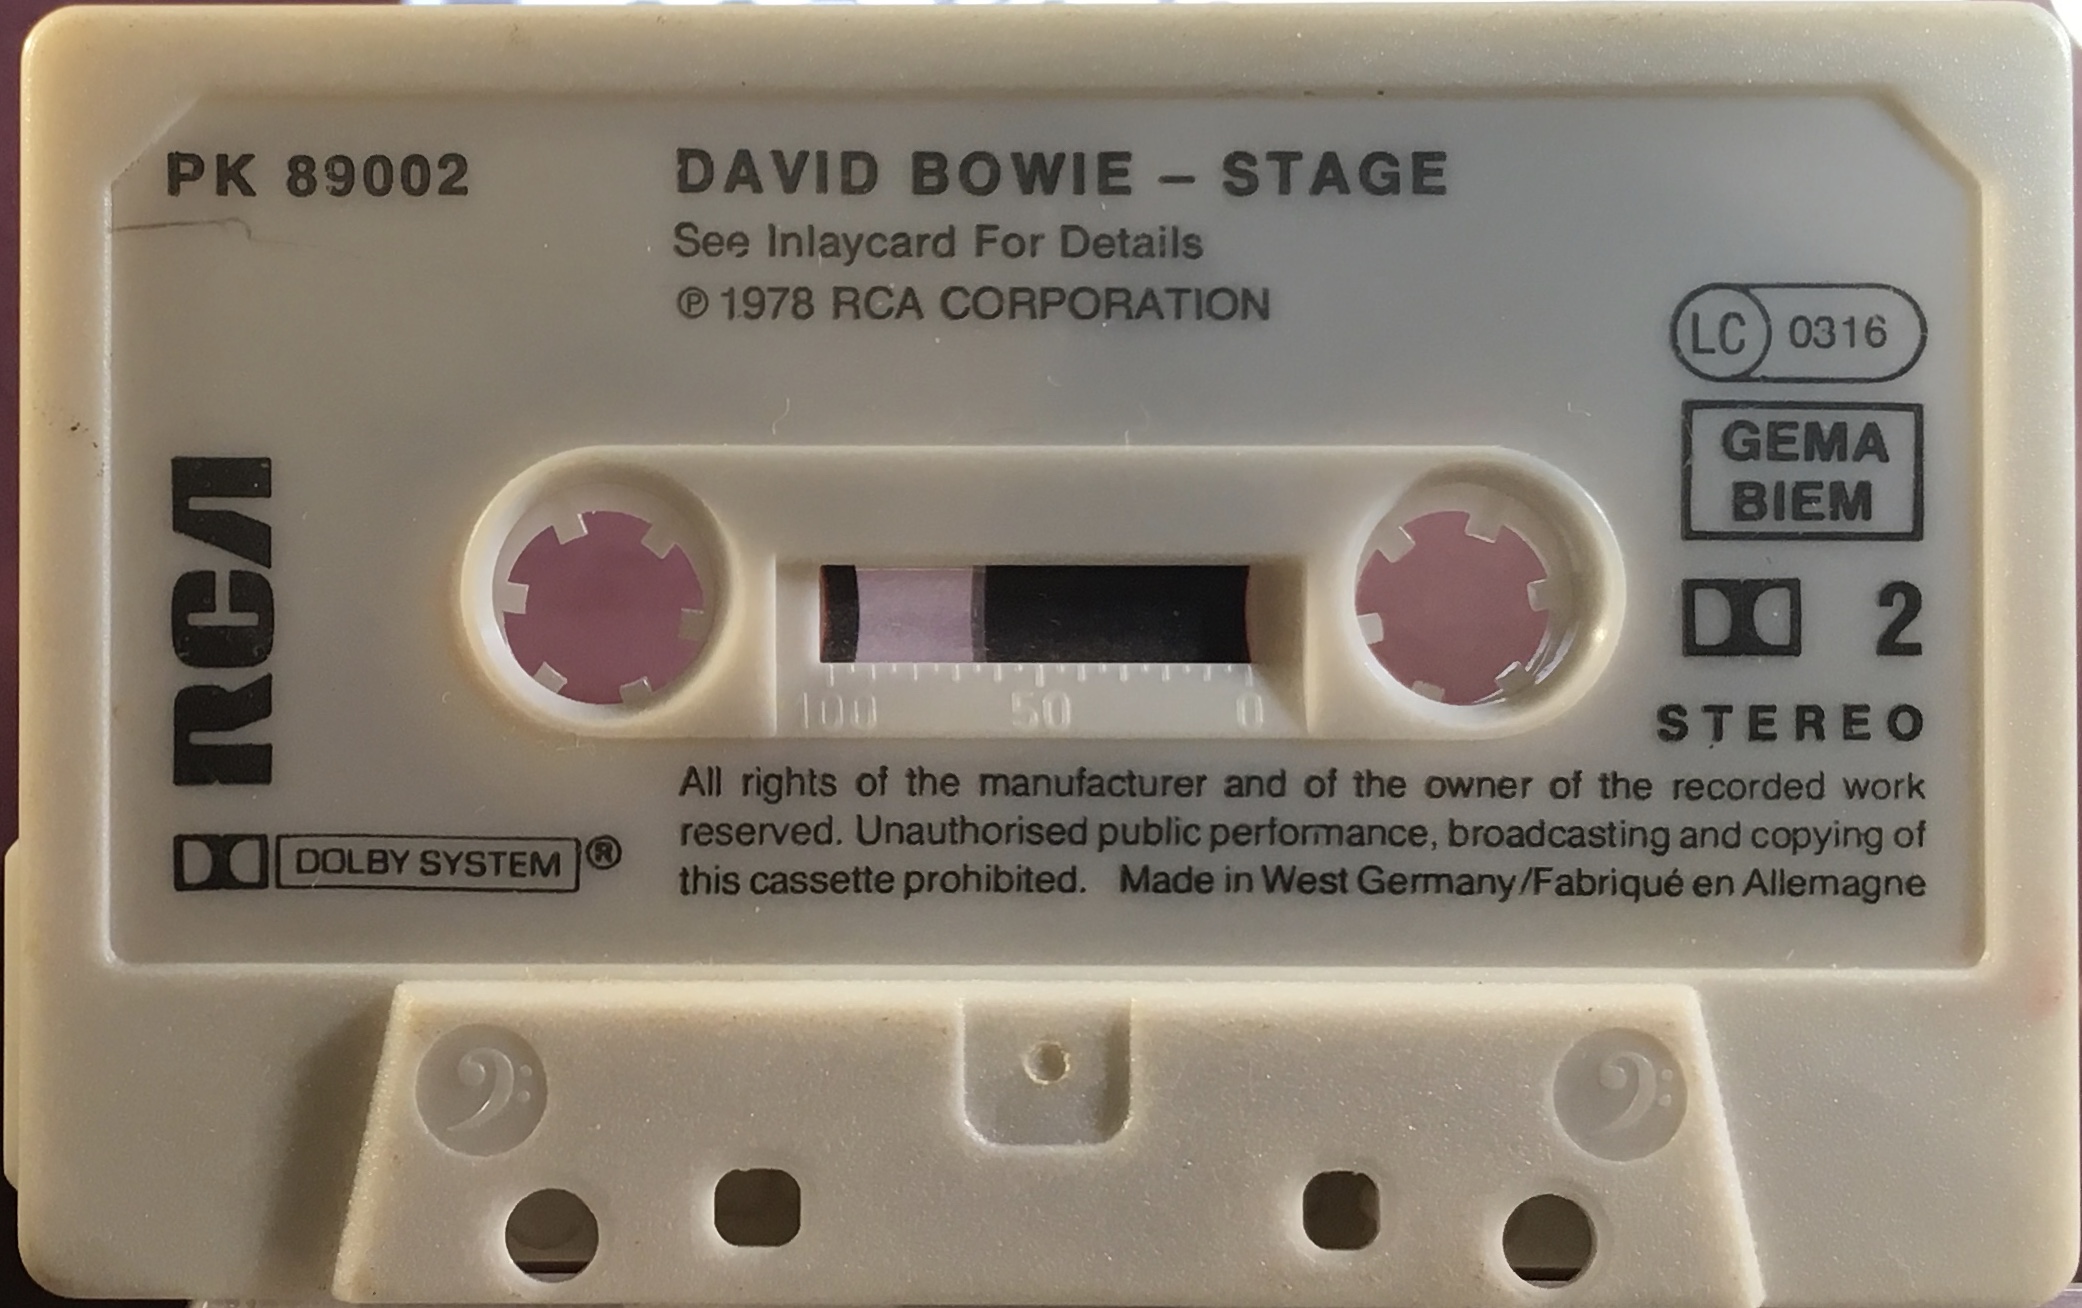 PK 89002
DAVID BOWIE – STAGE
See Inlaycard For Details
℗ 1978 RCA CORPORATION
LC 0316
GEMA
BIEM
RCA
2
STEREO
100 50 0
DOLBY SYSTEM®
All rights of the manufacturer and of the owner of the recorded work
reserved. Unauthorised public performance, broadcasting and copying of
this cassette prohibited. Made in West Germany/Fabriqué en Allemagne